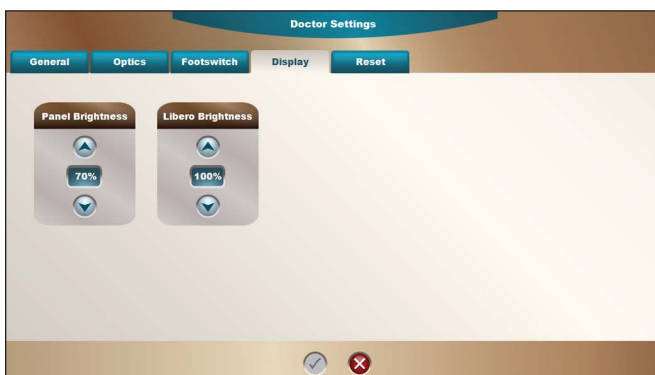 Doctor Settings
General Optics Footswitch Display Reset
Panel Brightness Libero Brightness
70% 100%